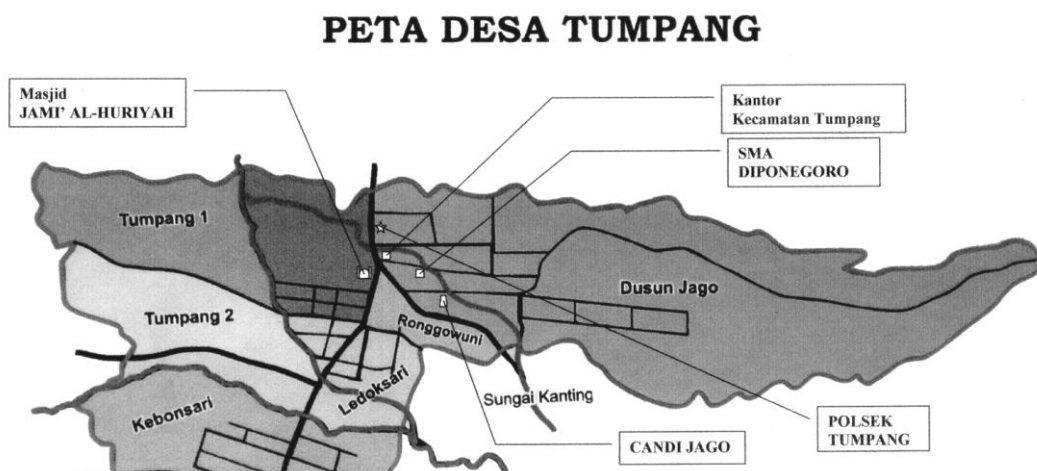 PETA DESA TUMPANG
Masjid
JAMI' AL-HURIYAH
Kantor
Kecamatan Tumpang
SMA
DIPONEGORO
Tumpang 1
Dusun Jago
Tumpang 2
Ronggowuni
Ledoksari
Sungai Kanting
Kebonsari
CANDI JAGO
POLSEK
TUMPANG